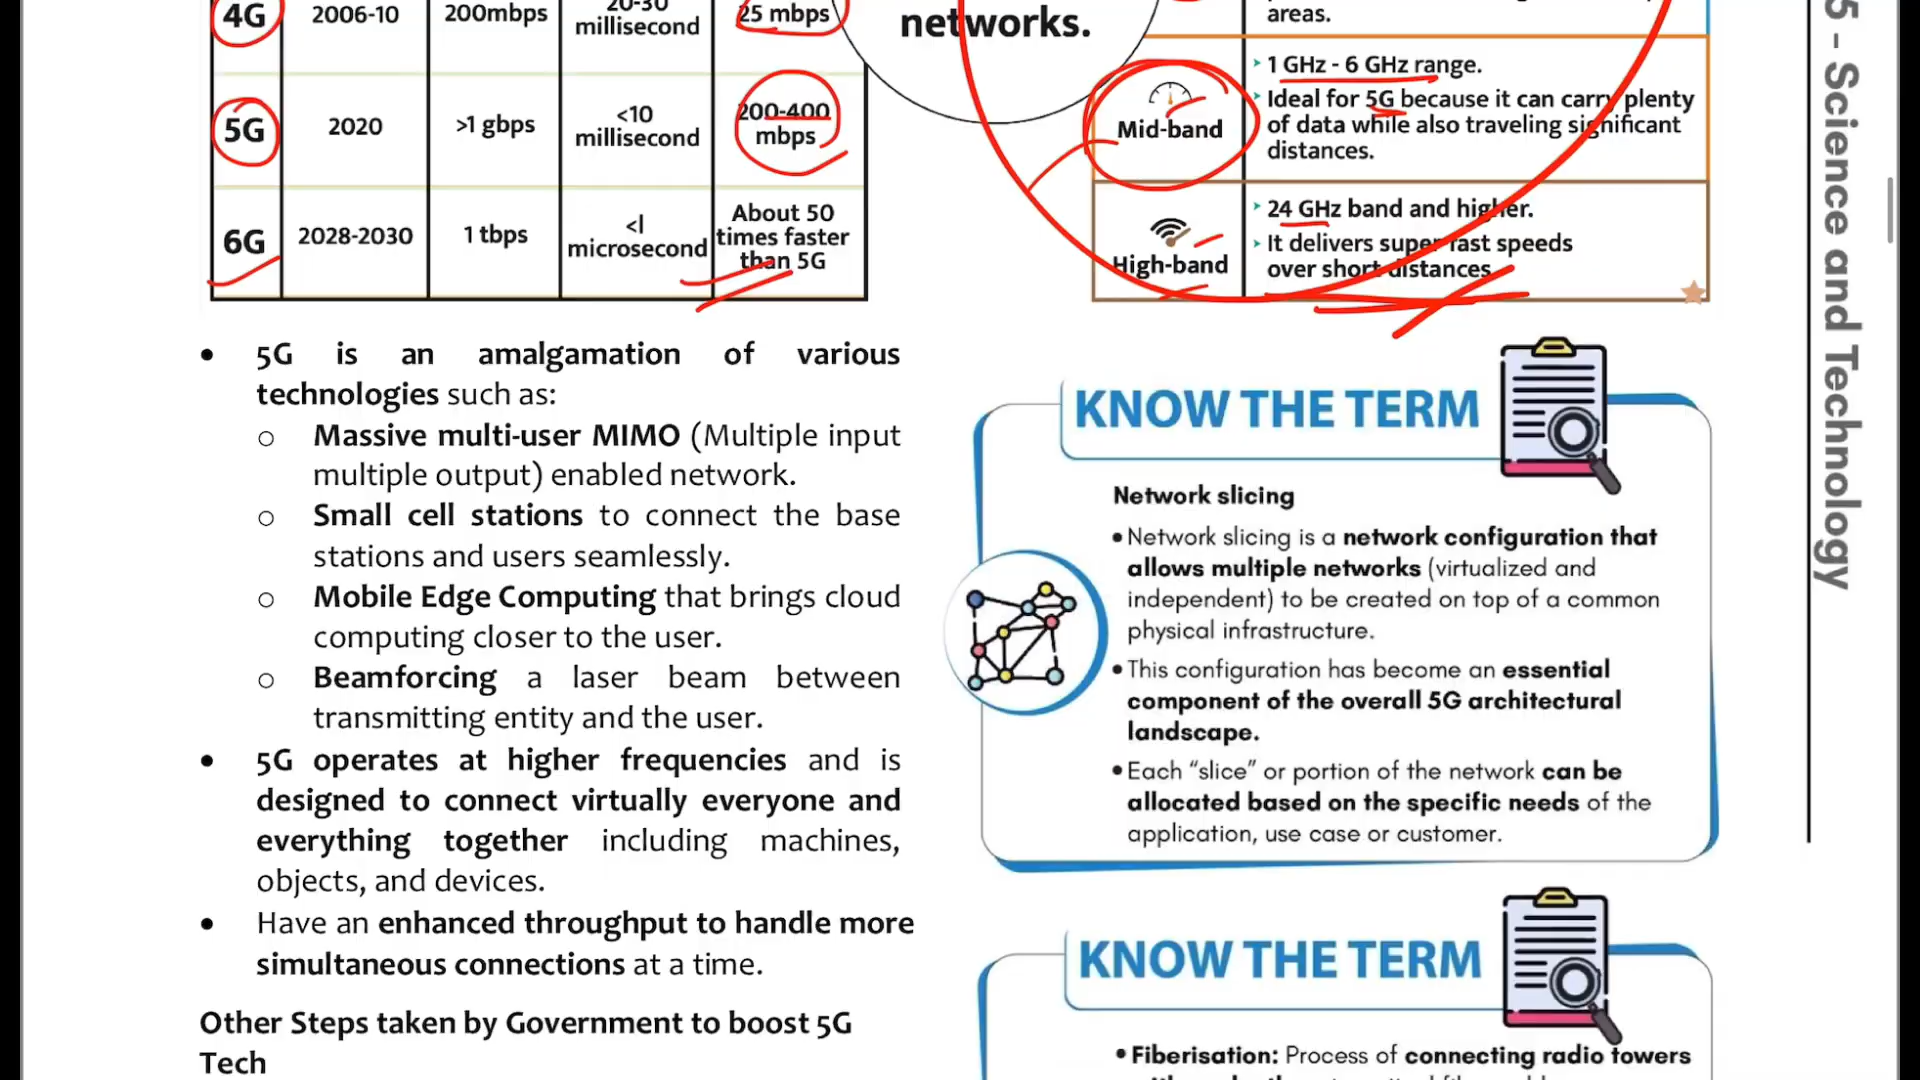 4G
2006-10
200mbps
20-30
millisecond
25 mbps
5G
2020
>1 gbps
<10
millisecond
200-400
mbps
6G
2028-2030
1 tbps
<l
microsecond
About 50
times faster
than 5G
networks.
areas.
Mid-band
1 GHz - 6 GHz range.
Ideal for 5G because it can carry plenty
of data while also traveling significant
distances.
High-band
24 GHz band and higher.
It delivers super-fast speeds
over short distances
• 5G is an amalgamation of various
technologies such as:
o Massive multi-user MIMO (Multiple input
multiple output) enabled network.
o Small cell stations to connect the base
stations and users seamlessly.
o Mobile Edge Computing that brings cloud
computing closer to the user.
o Beamforcing a laser beam between
transmitting entity and the user.
• 5G operates at higher frequencies and is
designed to connect virtually everyone and
everything together including machines,
objects, and devices.
• Have an enhanced throughput to handle more
simultaneous connections at a time.
Other Steps taken by Government to boost 5G
Tech
KNOW THE TERM
Network slicing
• Network slicing is a network configuration that
allows multiple networks (virtualized and
independent) to be created on top of a common
physical infrastructure.
• This configuration has become an essential
component of the overall 5G architectural
landscape.
• Each “slice” or portion of the network can be
allocated based on the specific needs of the
application, use case or customer.
KNOW THE TERM
• Fiberisation: Process of connecting radio towers
5 - Science and Technology